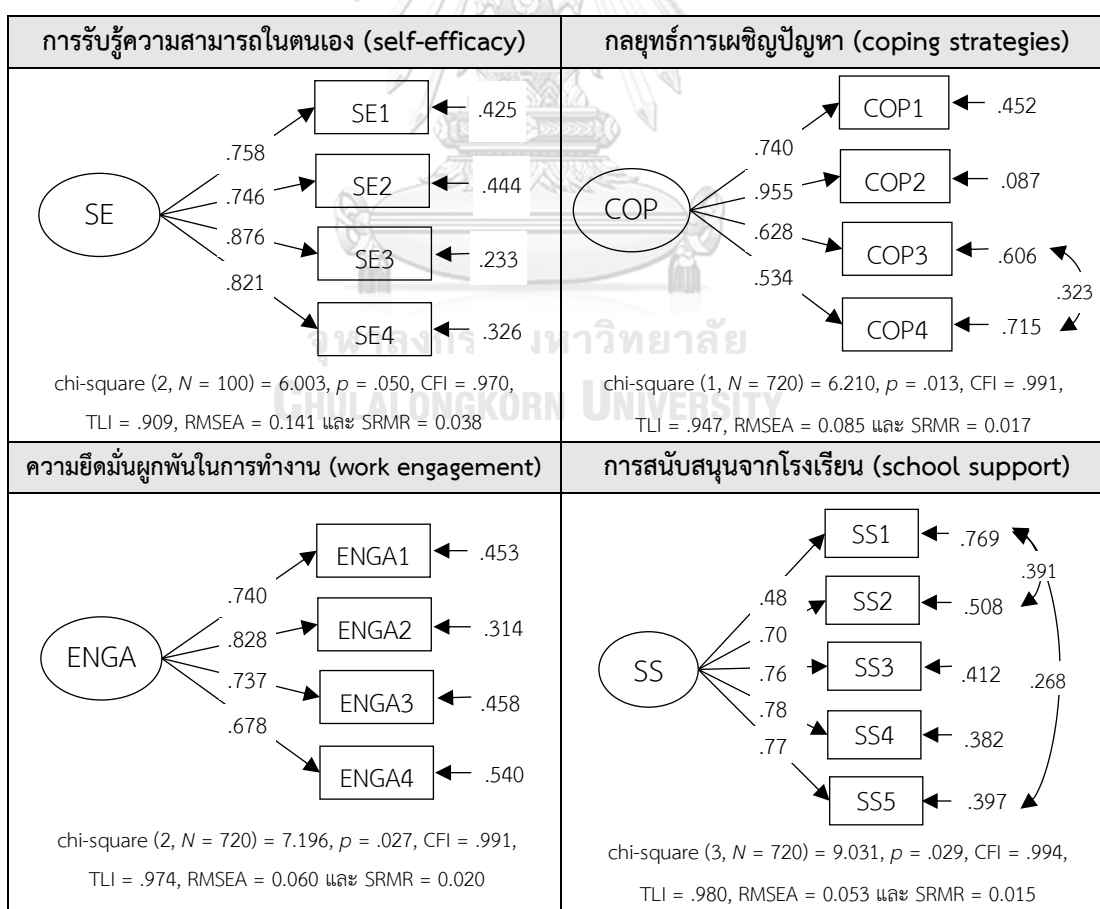 การรับรู้ความสามารถในตนเอง (self-efficacy)
SE
.758
.746
.876
.821
SE1
.425
SE2
.444
SE3
.233
SE4
.326
chi-square (2, N = 100) = 6.003, p = .050, CFI = .970,
TLI = .909, RMSEA = 0.141 และ SRMR = 0.038
กลยุทธ์การเผชิญปัญหา (coping strategies)
COP
.740
.955
.628
.534
COP1
.452
COP2
.087
COP3
.606
COP4
.715
.323
chi-square (1, N = 720) = 6.210, p = .013, CFI = .991,
TLI = .947, RMSEA = 0.085 และ SRMR = 0.017
จุฬาลงกรณ์มหาวิทยาลัย
CHULALONGKORN UNIVERSITY
ความยึดมั่นผูกพันในการทำงาน (work engagement)
ENGA
.740
.828
.737
.678
ENGA1
.453
ENGA2
.314
ENGA3
.458
ENGA4
.540
chi-square (2, N = 720) = 7.196, p = .027, CFI = .991,
TLI = .974, RMSEA = 0.060 และ SRMR = 0.020
การสนับสนุนจากโรงเรียน (school support)
SS
.48
.70
.76
.78
.77
SS1
.769
SS2
.508
SS3
.412
SS4
.382
SS5
.397
.391
.268
chi-square (3, N = 720) = 9.031, p = .029, CFI = .994,
TLI = .980, RMSEA = 0.053 และ SRMR = 0.015